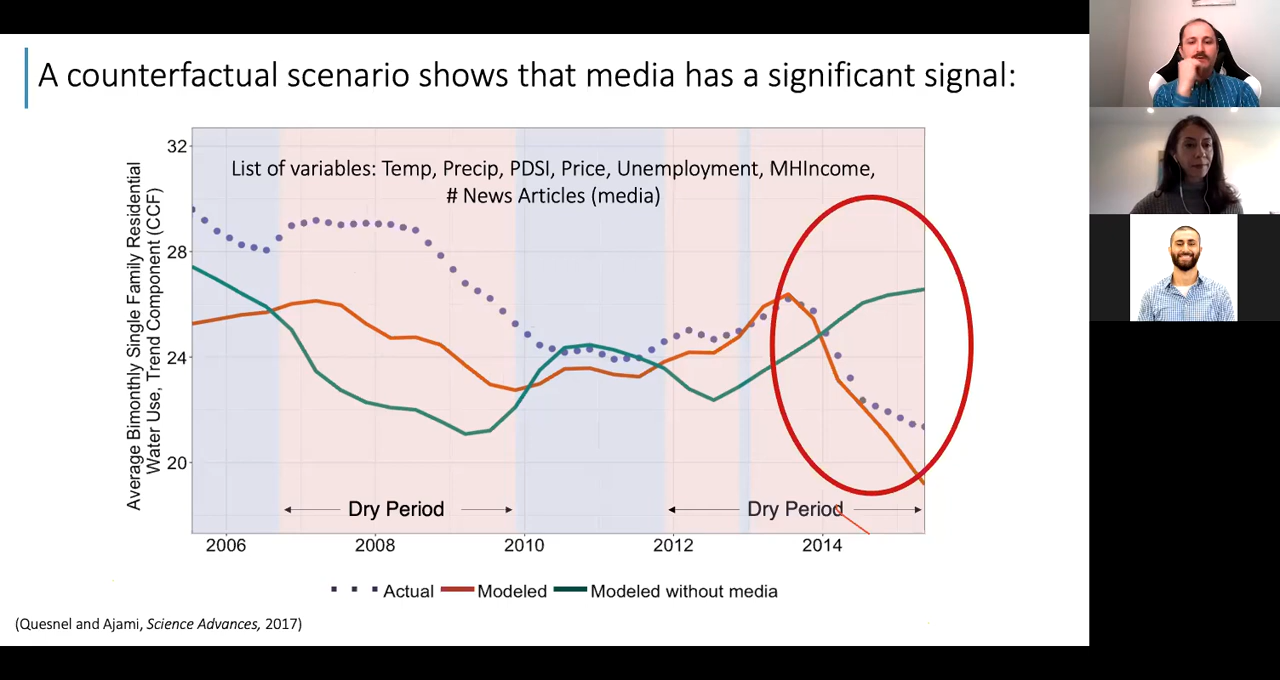 A counterfactual scenario shows that media has a significant signal:
List of variables: Temp, Precip, PDSI, Price, Unemployment, MHIncome,
# News Articles (media)
Average Bimonthly Single Family Residential
Water Use, Trend Component (CCF)
32
28
24
20
Dry Period
Dry Period
2006
2008
2010
2012
2014
Actual
Modeled
Modeled without media
(Quesnel and Ajami, Science Advances, 2017)